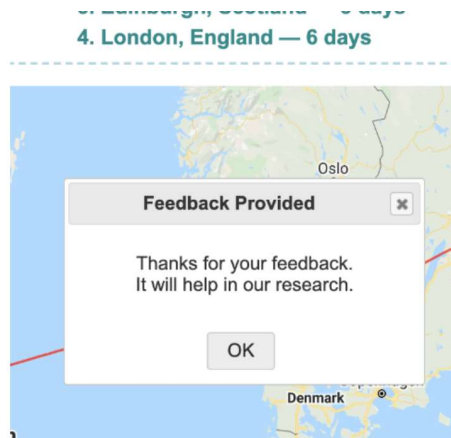 4. London, England — 6 days
Oslo
Feedback Provided
Thanks for your feedback.
It will help in our research.
OK
Denmark